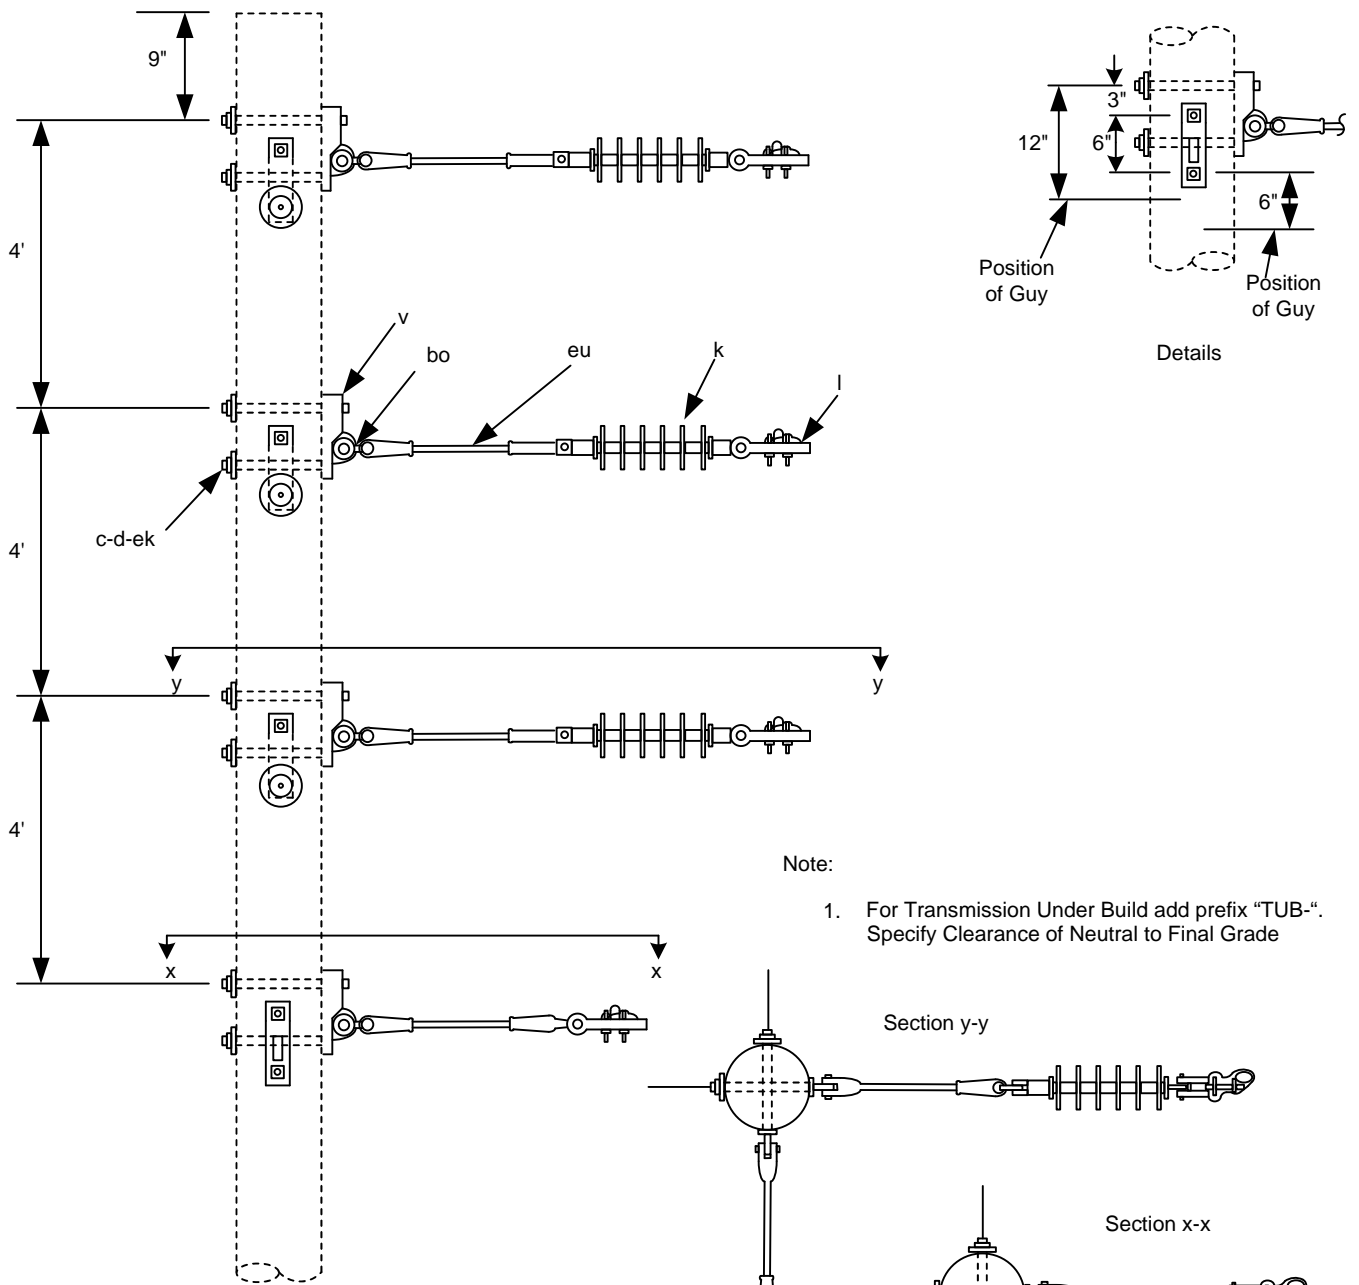 9"
4'
4'
4'
v
bo
eu
k
l
c-d-ek
y
y
x
x
3"
12"
6"
6"
Position
of Guy
Position
of Guy
Details
Note:
1. For Transmission Under Build add prefix “TUB-“.
Specify Clearance of Neutral to Final Grade
Section y-y
Section x-x